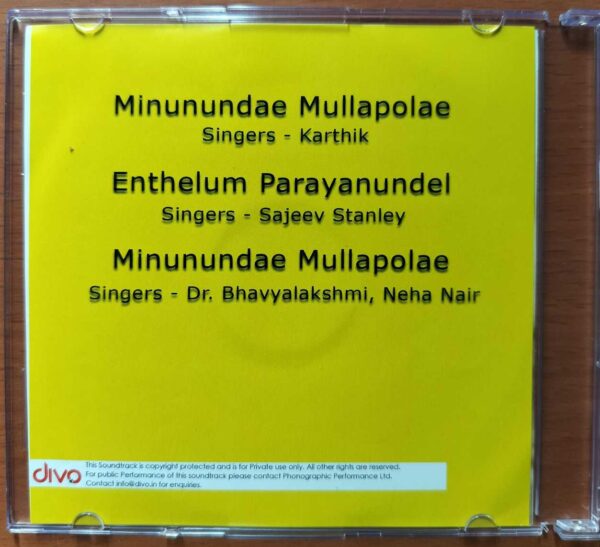 Minunundae Mullapolae
Singers - Karthik
Enthelum Parayanundel
Singers - Sajeev Stanley
Minunundae Mullapolae
Singers - Dr. Bhavyalakshmi, Neha Nair
divo
This Soundtrack is copyright protected and is for Private use only. All other rights are reserved.
For public Performance of this soundtrack please contact Phonographic Performance Ltd.
Contact info@divo.in for enquiries.